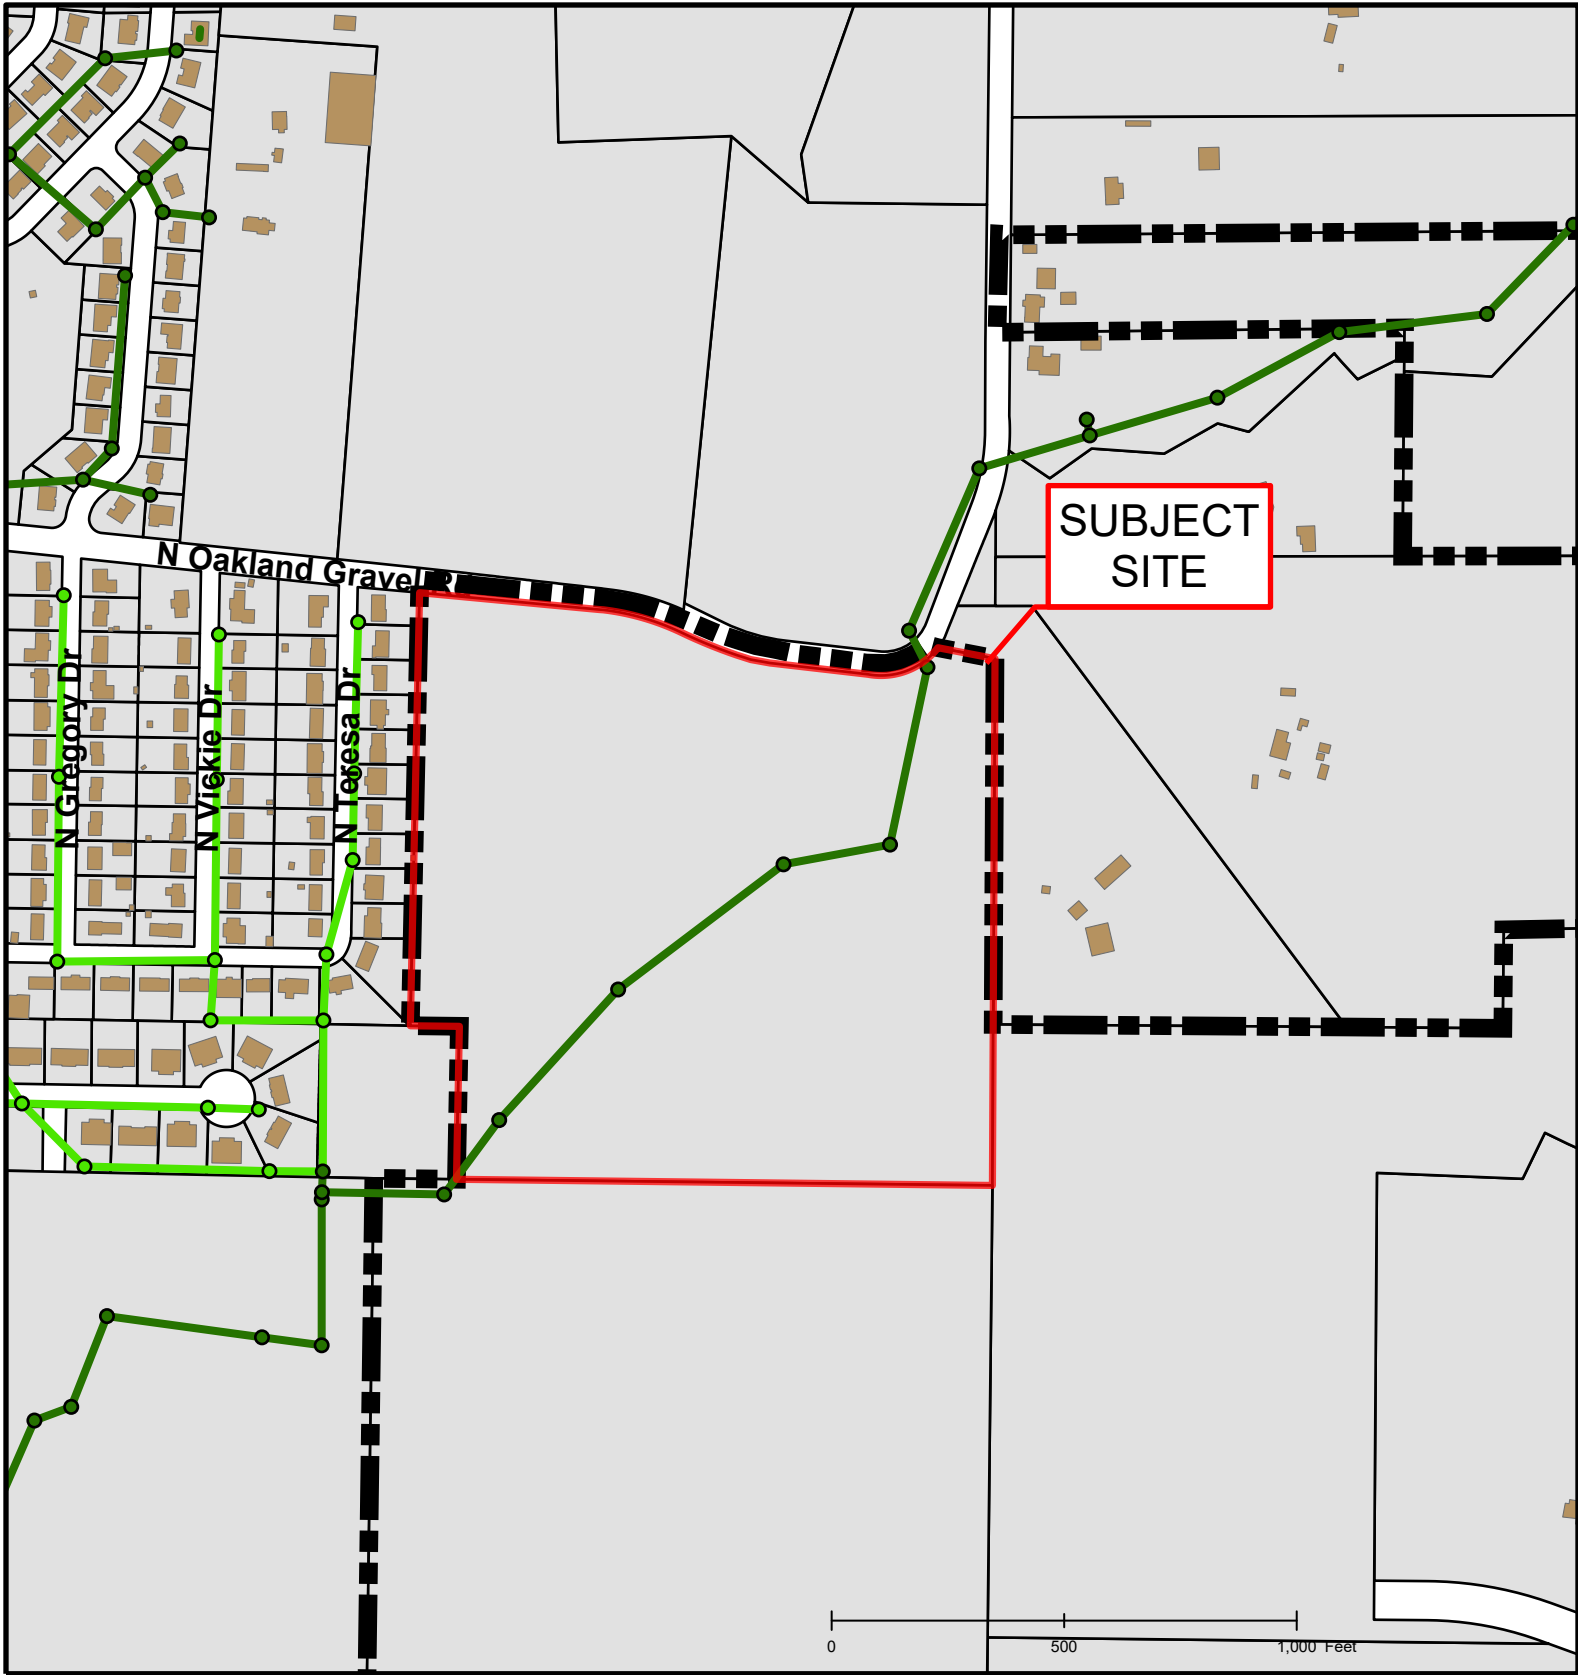 N Oakland Gravel R
SUBJECT
SITE
N Gregory Dr
N Vickie Dr
N Teresa Dr
0 500 1,000 Feet